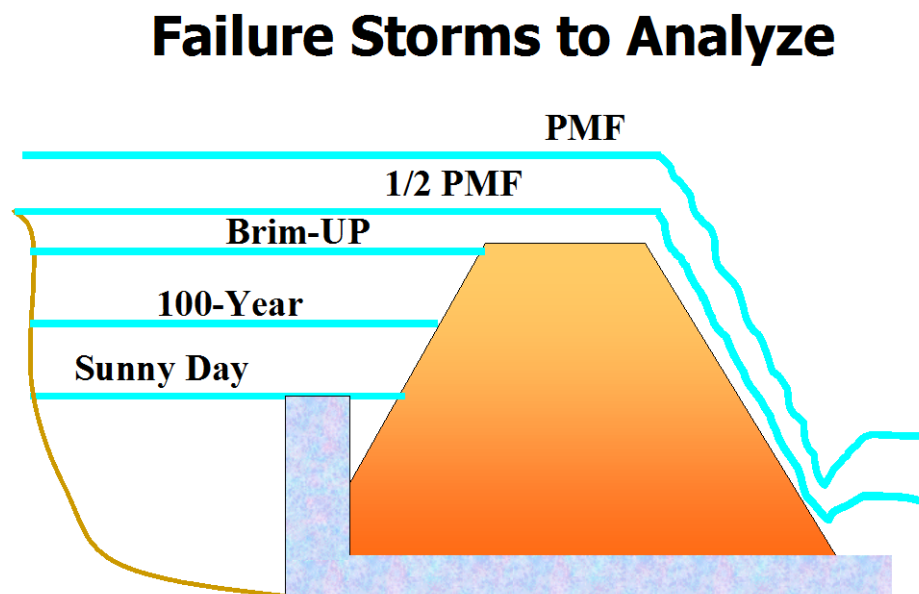 Failure Storms to Analyze
PMF
1/2 PMF
Brim-UP
100-Year
Sunny Day